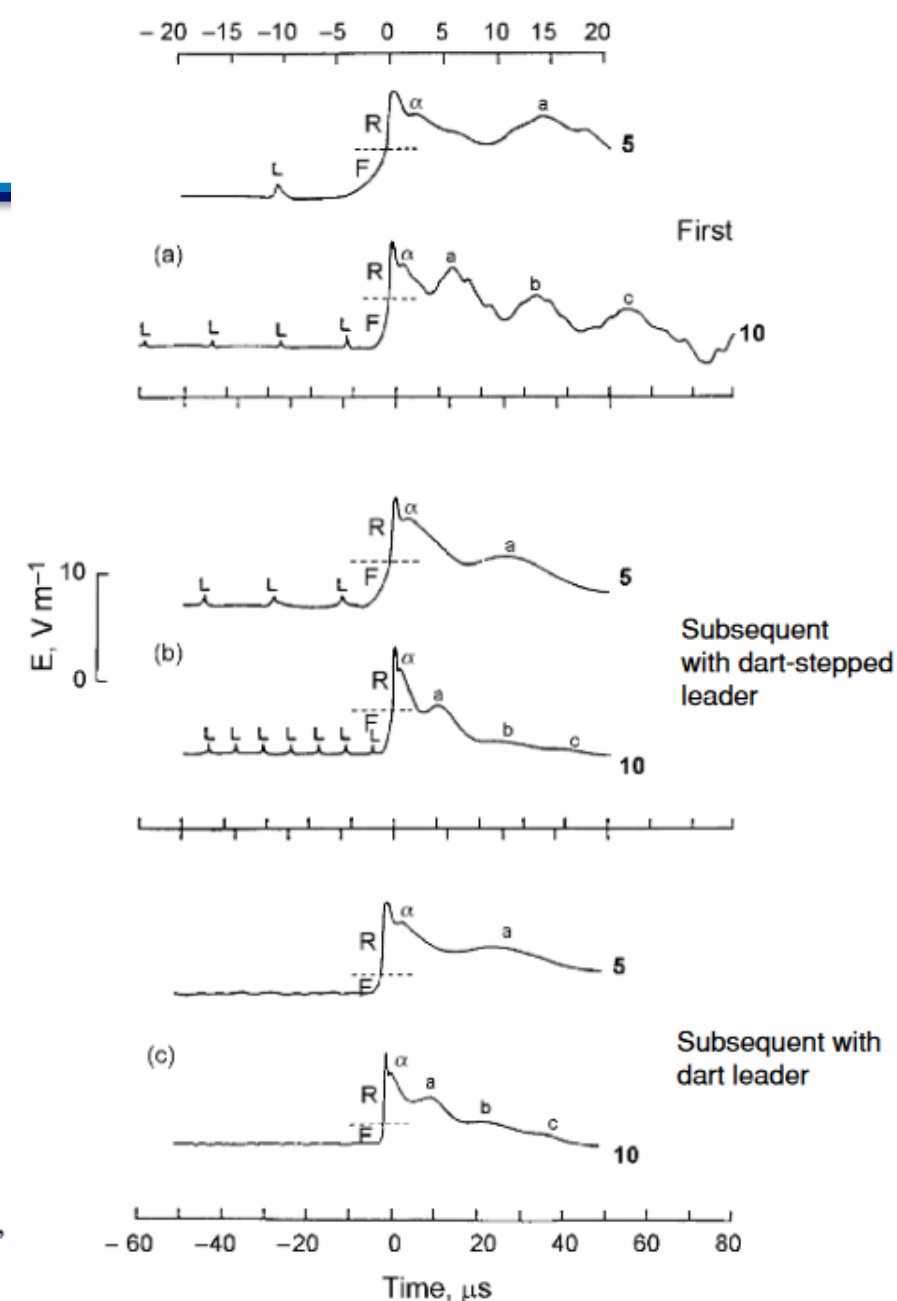 − 20 −15 −10 −5 0 5 10 15 20
α
a
R
5
F
L
First
(a)
α
a
R
b
c
L L L L F
10
α
R
a
10
L L L F
5
E, V m−1
Subsequent
with dart-stepped
leader
(b)
α
0
R
a
F
L L L L L L L
b
c
10
α
R
a
5
F
Subsequent with
dart leader
(c)
α
a
R
b
c
F
10
,
− 60 −40 −20 0 20 40 60 80
Time, μs